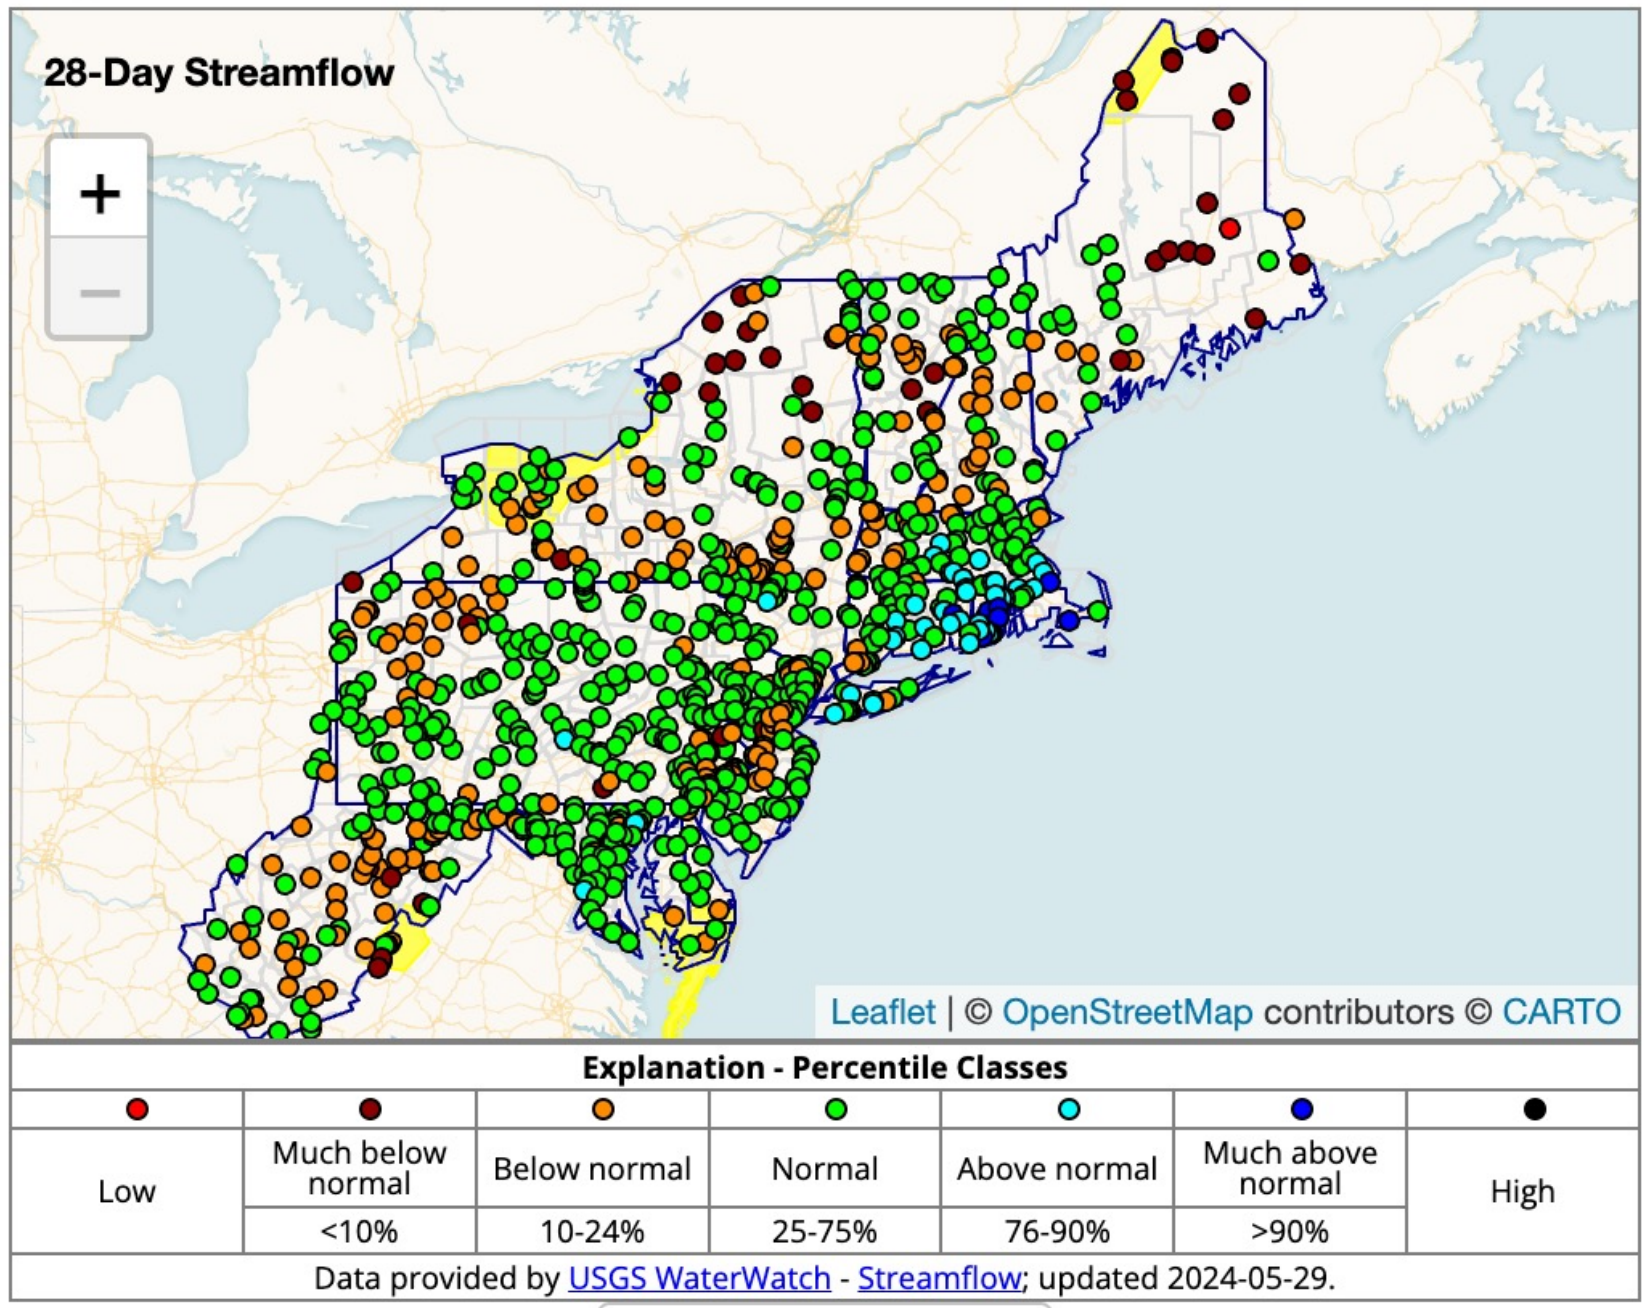 28-Day Streamflow
+
−
Leaflet | © OpenStreetMap contributors © CARTO
Explanation - Percentile Classes
Low
Much below normal
Below normal
Normal
Above normal
Much above normal
High
<10%
10-24%
25-75%
76-90%
>90%
Data provided by USGS WaterWatch - Streamflow; updated 2024-05-29.